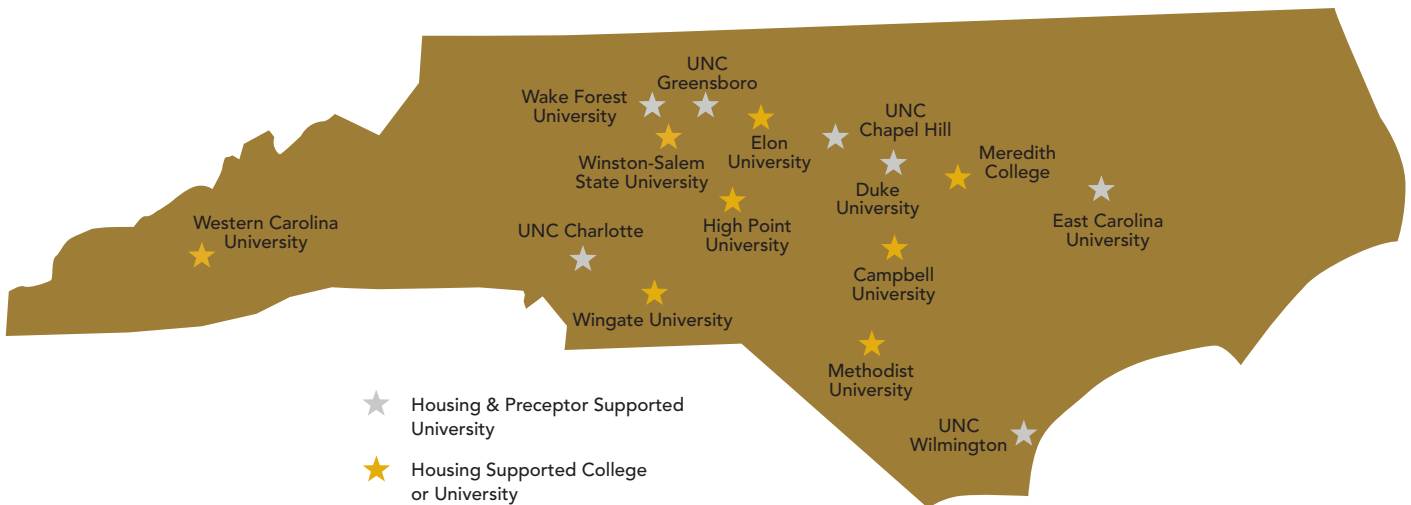 UNC
Greensboro
Wake Forest
University
UNC
Chapel Hill
Elon
University
Meredith
College
Winston-Salem
State University
Duke
University
East Carolina
University
Western Carolina
University
UNC Charlotte
High Point
University
Campbell
University
Wingate University
Methodist
University
UNC
Wilmington
Housing & Preceptor Supported
University
Housing Supported College
or University